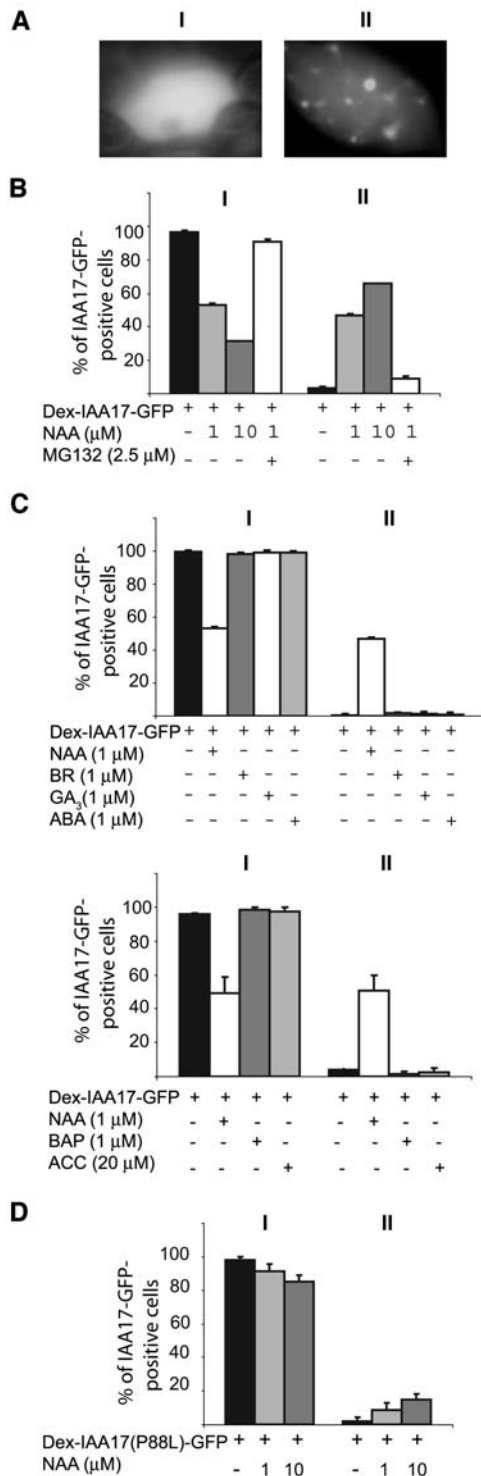 A
I II
B
I II
% of IAA17-GFP-
positive cells
100
80
60
40
20
Dex-IAA17-GFP + + + + + + + +
NAA (μM) - 1 10 1 - 1 10 1
MG132 (2.5 μM) - - - + - - - +
C
I II
% of IAA17-GFP-
positive cells
100
80
60
40
20
Dex-IAA17-GFP + + + + + + + + + +
NAA (1 μM) - + - - - - + - - -
BR (1 μM) - - + - - - - + - -
GA3(1 μM) - - - + - - - - + -
ABA (1 μM) - - - - + - - - - +
I II
% of IAA17-GFP-
positive cells
100
80
60
40
20
Dex-IAA17-GFP + + + + + + + +
NAA (1 μM) - + - - - + - -
BAP (1 μM) - - + - - - + -
ACC (20 μM) - - - + - - - +
D
I II
% of IAA17-GFP-
positive cells
100
80
60
40
20
Dex-IAA17(P88L)-GFP + + + + + +
NAA (μM) - 1 10 - 1 10